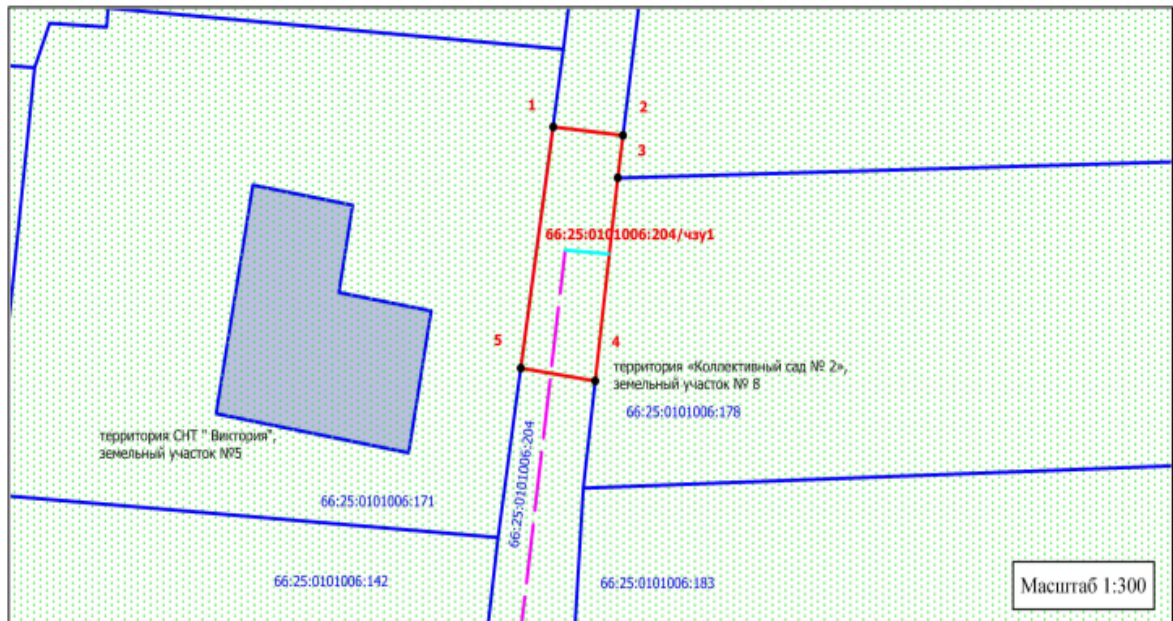 1
2
3
66:25:0101006:204/чзу1
5
4
территория «Коллективный сад № 2»,
земельный участок № 8
66:25:0101006:178
территория СНТ " Виктория",
земельный участок №5
66:25:0101006:204
66:25:0101006:171
66:25:0101006:142
66:25:0101006:183
Масштаб 1:300